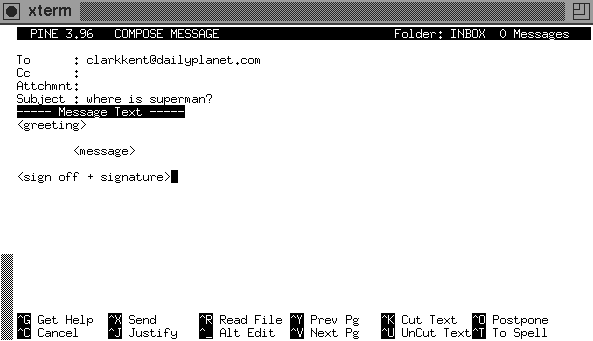 xterm
PINE 3.96 COMPOSE MESSAGE Folder: INBOX 0 Messages
To : clarkkent@dailyplanet.com
Cc :
Attchmnt:
Subject : where is superman?
----- Message Text -----
<greeting>
<message>
<sign off + signature>
^G Get Help ^X Send ^R Read File ^Y Prev Pg ^K Cut Text ^O Postpone
^C Cancel ^J Justify ^_ Alt Edit ^V Next Pg ^U UnCut Text ^T To Spell